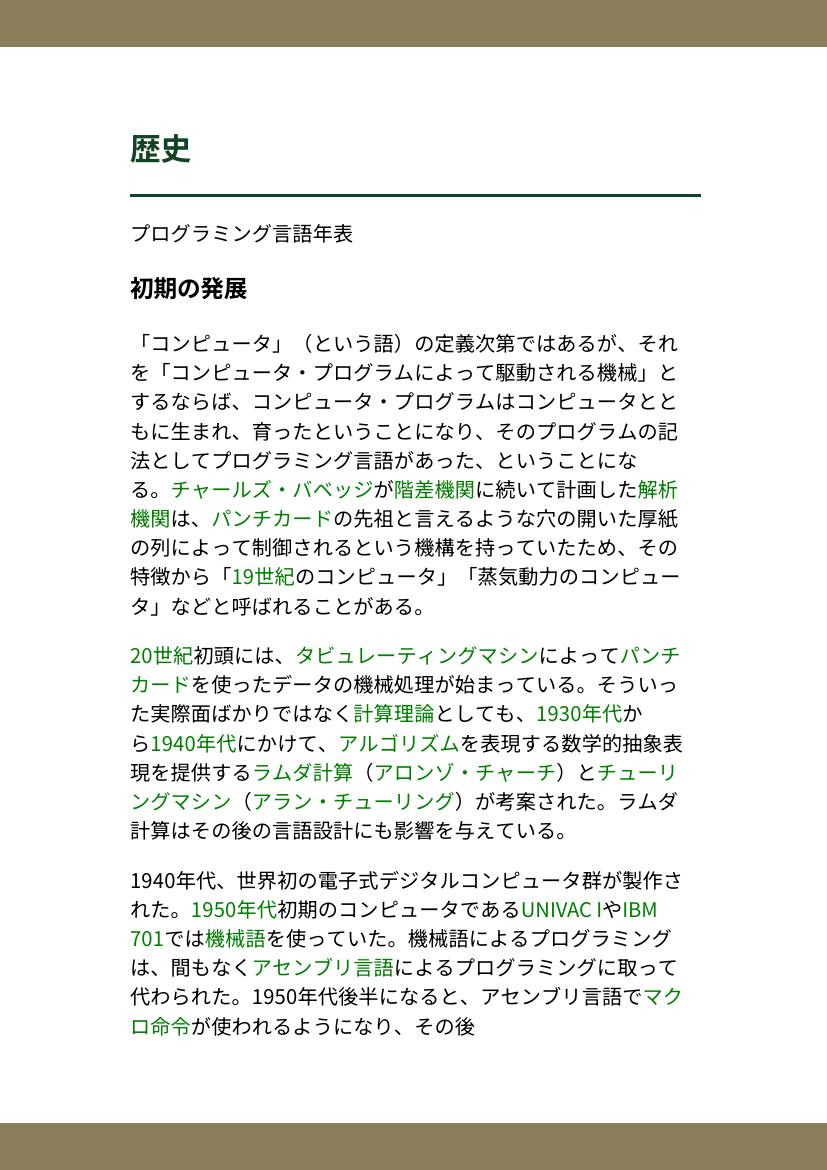 歴史
プログラミング言語年表
初期の発展
「コンピュータ」（という語）の定義次第ではあるが、それ
を「コンピュータ・プログラムによって駆動される機械」と
するならば、コンピュータ・プログラムはコンピュータとと
もに生まれ、育ったということになり、そのプログラムの記
法としてプログラミング言語があった、ということにな
る。チャールズ・バベッジが階差機関に続いて計画した解析
機関は、パンチカードの先祖と言えるような穴の開いた厚紙
の列によって制御されるという機構を持っていたため、その
特徴から「19世紀のコンピュータ」「蒸気動力のコンピュー
タ」などと呼ばれることがある。
20世紀初頭には、タビュレーティングマシンによってパンチ
カードを使ったデータの機械処理が始まっている。そういっ
た実際面ばかりではなく計算理論としても、1930年代か
ら1940年代にかけて、アルゴリズムを表現する数学的抽象表
現を提供するラムダ計算（アロンゾ・チャーチ）とチューリ
ングマシン（アラン・チューリング）が考案された。ラムダ
計算はその後の言語設計にも影響を与えている。
1940年代、世界初の電子式デジタルコンピュータ群が製作さ
れた。1950年代初期のコンピュータであるUNIVAC IやIBM
701では機械語を使っていた。機械語によるプログラミング
は、間もなくアセンブリ言語によるプログラミングに取って
代わられた。1950年代後半になると、アセンブリ言語でマク
ロ命令が使われるようになり、その後